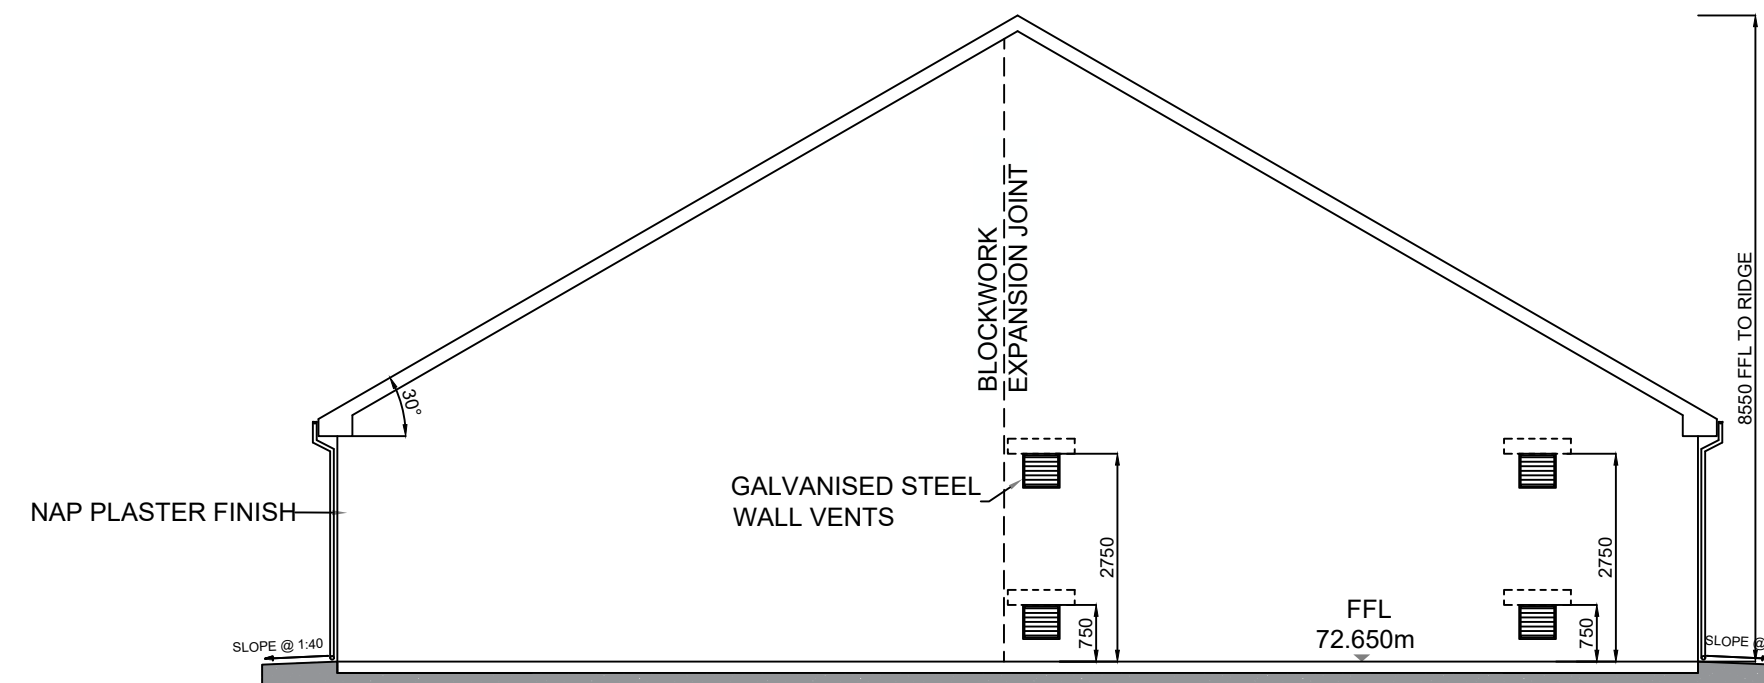 BLOCKWORK
EXPANSION JOINT
8550 FFL TO RIDGE
30°
GALVANISED STEEL
WALL VENTS
NAP PLASTER FINISH
2750
2750
FFL
72.650m
750
750
SLOPE @ 1:40
SLOPE @